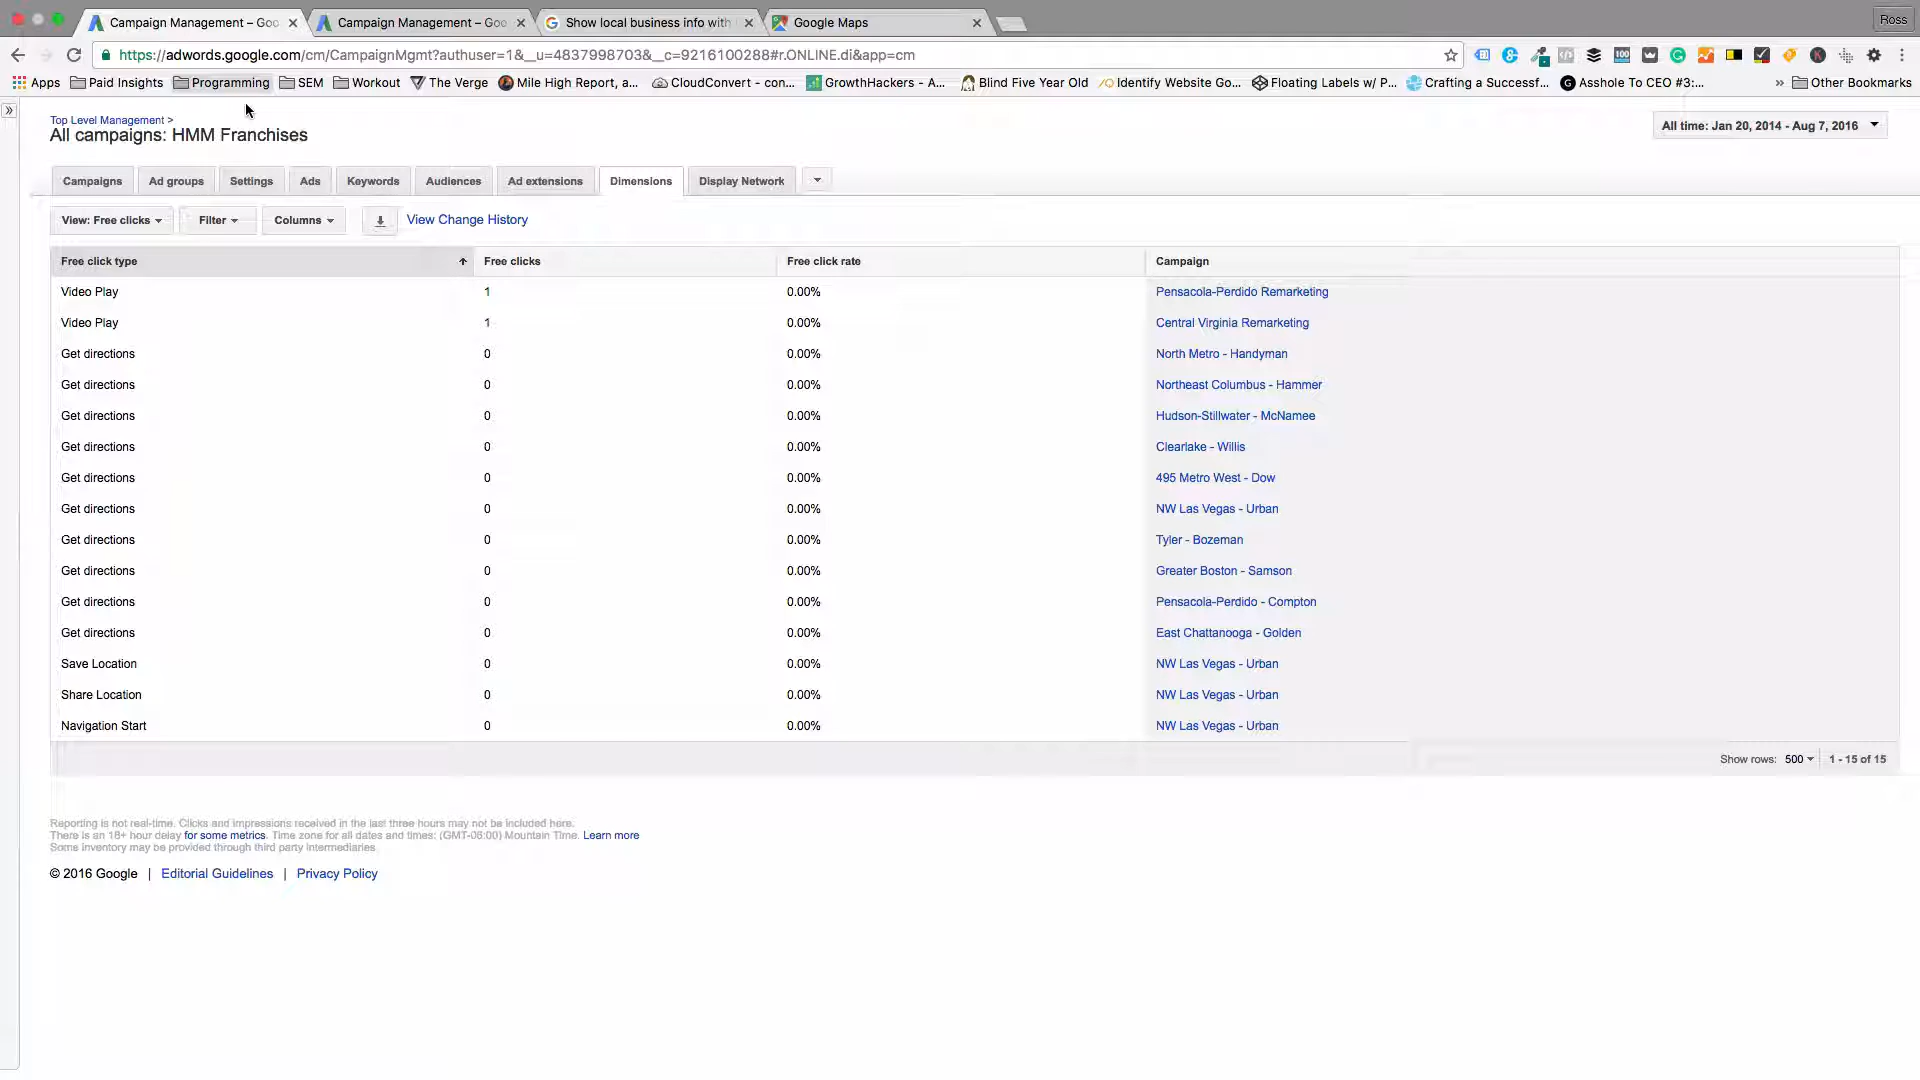 Campaign Management – Goo
Campaign Management – Goo
Show local business info with
Google Maps
Ross
https://adwords.google.com/cm/CampaignMgmt?authuser=1&__u=4837998703&__c=9216100288#r.ONLINE.di&app=cm
Apps
Paid Insights
Programming
SEM
Workout
The Verge
Mile High Report, a...
CloudConvert - con...
GrowthHackers - A...
Blind Five Year Old
Identify Website Go...
Floating Labels w/ P...
Crafting a Successf...
Asshole To CEO #3:...
» Other Bookmarks
»
Top Level Management >
All campaigns: HMM Franchises
All time: Jan 20, 2014 - Aug 7, 2016
Campaigns Ad groups Settings Ads Keywords Audiences Ad extensions Dimensions Display Network
View: Free clicks Filter Columns View Change History
Free click type Free clicks Free click rate Campaign
Video Play 1 0.00% Pensacola-Perdido Remarketing
Video Play 1 0.00% Central Virginia Remarketing
Get directions 0 0.00% North Metro - Handyman
Get directions 0 0.00% Northeast Columbus - Hammer
Get directions 0 0.00% Hudson-Stillwater - McNamee
Get directions 0 0.00% Clearlake - Willis
Get directions 0 0.00% 495 Metro West - Dow
Get directions 0 0.00% NW Las Vegas - Urban
Get directions 0 0.00% Tyler - Bozeman
Get directions 0 0.00% Greater Boston - Samson
Get directions 0 0.00% Pensacola-Perdido - Compton
Get directions 0 0.00% East Chattanooga - Golden
Save Location 0 0.00% NW Las Vegas - Urban
Share Location 0 0.00% NW Las Vegas - Urban
Navigation Start 0 0.00% NW Las Vegas - Urban
Show rows: 500 1 - 15 of 15
Reporting is not real-time. Clicks and impressions received in the last three hours may not be included here.
There is an 18+ hour delay for some metrics. Time zone for all dates and times: (GMT-06:00) Mountain Time. Learn more
Some inventory may be provided through third party intermediaries.
© 2016 Google | Editorial Guidelines | Privacy Policy